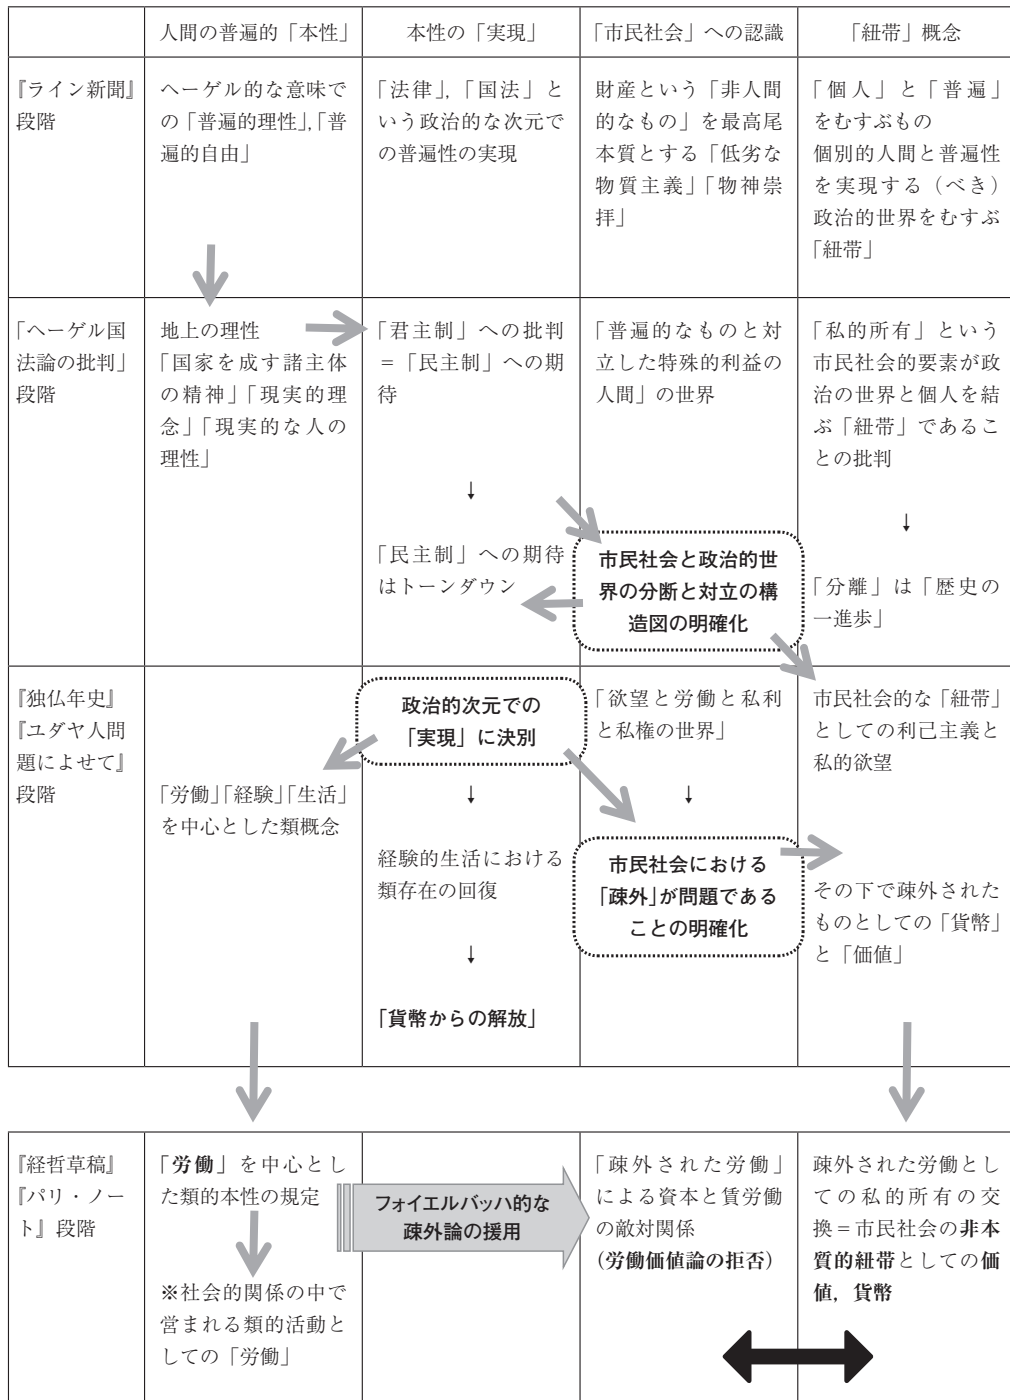 人間の普遍的「本性」
本性の「実現」
「市民社会」への認識
「紐帯」概念
『ライン新聞』
段階
ヘーゲル的な意味で
の「普遍的理性」,「普
遍的自由」
「法律」,「国法」と
いう政治的な次元で
の普遍性の実現
財産という「非人間
的なもの」を最高尾
本質とする「低劣な
物質主義」「物神崇
拝」
「個人」と「普遍」
をむすぶもの
個別的人間と普遍性
を実現する（べき）
政治的世界をむすぶ
「紐帯」
「ヘーゲル国
法論の批判」
段階
地上の理性
「国家を成す諸主体
の精神」「現実的理
念」「現実的な人の
理性」
「君主制」への批判
＝「民主制」への期
待
↓
「民主制」への期待
はトーンダウン
「普遍的なものと対
立した特殊的利益の
人間」の世界
市民社会と政治的世
界の分断と対立の構
造図の明確化
「私的所有」という
市民社会的要素が政
治の世界と個人を結
ぶ「紐帯」であるこ
との批判
↓
「分離」は「歴史の
一進歩」
『独仏年史』
『ユダヤ人問
題によせて』
段階
「労働」「経験」「生活」
を中心とした類概念
政治的次元での
「実現」に決別
↓
経験的生活における
類存在の回復
↓
「貨幣からの解放」
「欲望と労働と私利
と私権の世界」
↓
市民社会における
「疎外」が問題である
ことの明確化
市民社会的な「紐帯」
としての利己主義と
私的欲望
その下で疎外された
ものとしての「貨幣」
と「価値」
『経哲草稿』
『パリ・ノー
ト』段階
「労働」を中心とし
た類的本性の規定
※社会的関係の中で
営まれる類的活動と
しての「労働」
フォイエルバッハ的な
疎外論の援用
「疎外された労働」
による資本と賃労働
の敵対関係
(労働価値論の拒否)
疎外された労働とし
ての私的所有の交
換＝市民社会の非本
質的紐帯としての価
値，貨幣